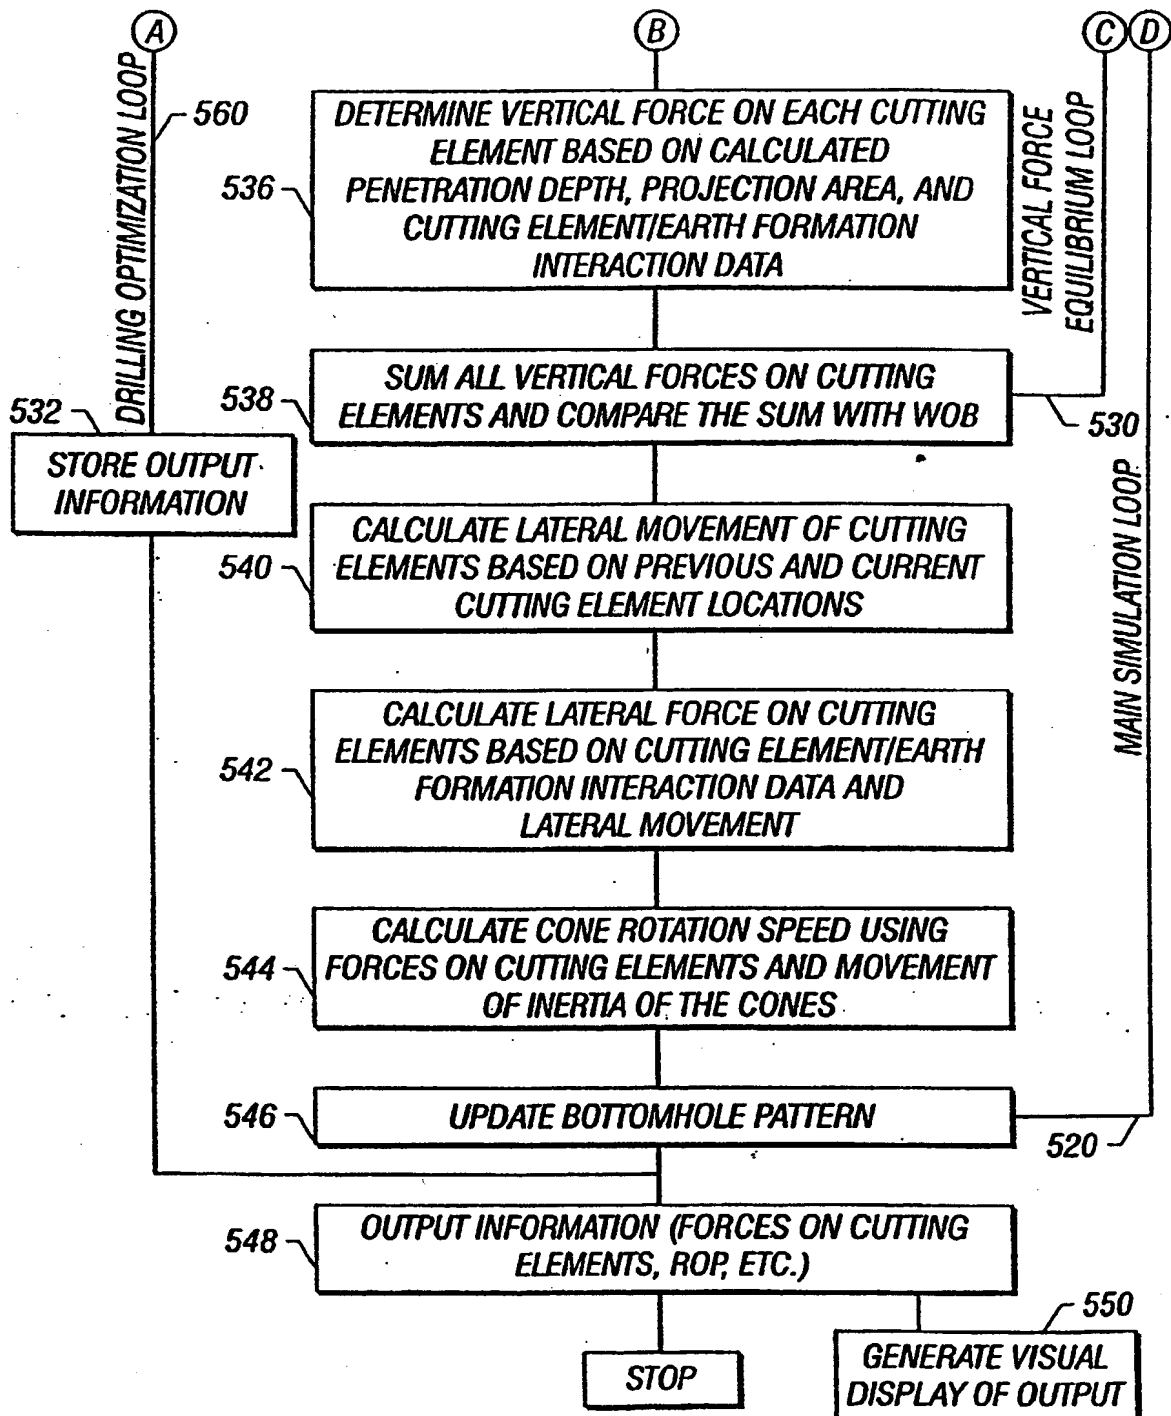 A
B
C
D
DRILLING OPTIMIZATION LOOP
560
DETERMINE VERTICAL FORCE ON EACH CUTTING
ELEMENT BASED ON CALCULATED
PENETRATION DEPTH, PROJECTION AREA, AND
CUTTING ELEMENT/EARTH FORMATION
INTERACTION DATA
536
VERTICAL FORCE
EQUILIBRIUM LOOP
SUM ALL VERTICAL FORCES ON CUTTING
ELEMENTS AND COMPARE THE SUM WITH WOB
538
530
532
STORE OUTPUT
INFORMATION
MAIN SIMULATION LOOP
CALCULATE LATERAL MOVEMENT OF CUTTING
ELEMENTS BASED ON PREVIOUS AND CURRENT
CUTTING ELEMENT LOCATIONS
540
CALCULATE LATERAL FORCE ON CUTTING
ELEMENTS BASED ON CUTTING ELEMENT/EARTH
FORMATION INTERACTION DATA AND
LATERAL MOVEMENT
542
CALCULATE CONE ROTATION SPEED USING
FORCES ON CUTTING ELEMENTS AND MOVEMENT
OF INERTIA OF THE CONES
544
546
UPDATE BOTTOMHOLE PATTERN
520
OUTPUT INFORMATION (FORCES ON CUTTING
ELEMENTS, ROP, ETC.)
548
550
STOP
GENERATE VISUAL
DISPLAY OF OUTPUT